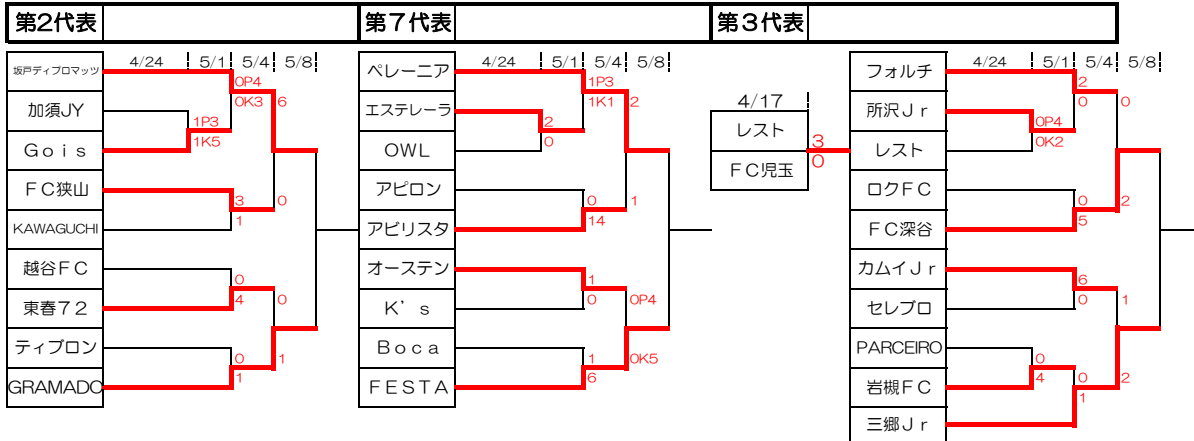 第2代表
坂戸ディプロマッツ
4/24
5/1
5/4
5/8
加須JY
Ｇｏｉｓ
ＦＣ狭山
KAWAGUCHI
越谷ＦＣ
東春７２
ティブロン
GRAMADO
0P4
0K3
6
1P3
1K5
3
1
0
0
4
0
0
1
1
第７代表
ペレーニア
4/24
5/1
5/4
5/8
エステレーラ
OWL
アピロン
アビリスタ
オーステン
Ｋ’ｓ
Ｂｏｃａ
ＦＥＳＴＡ
1P3
1K1
2
2
0
0
14
1
1
0
0P4
1
6
0K5
第３代表
4/17
レスト
ＦＣ児玉
3
0
フォルチ
4/24
5/1
5/4
5/8
所沢Ｊｒ
レスト
ロクＦＣ
ＦＣ深谷
カムイＪｒ
セレブロ
PARCEIRO
岩槻ＦＣ
三郷Ｊｒ
2
0
0
0P4
0K2
0
5
2
6
0
1
0
4
0
1
2